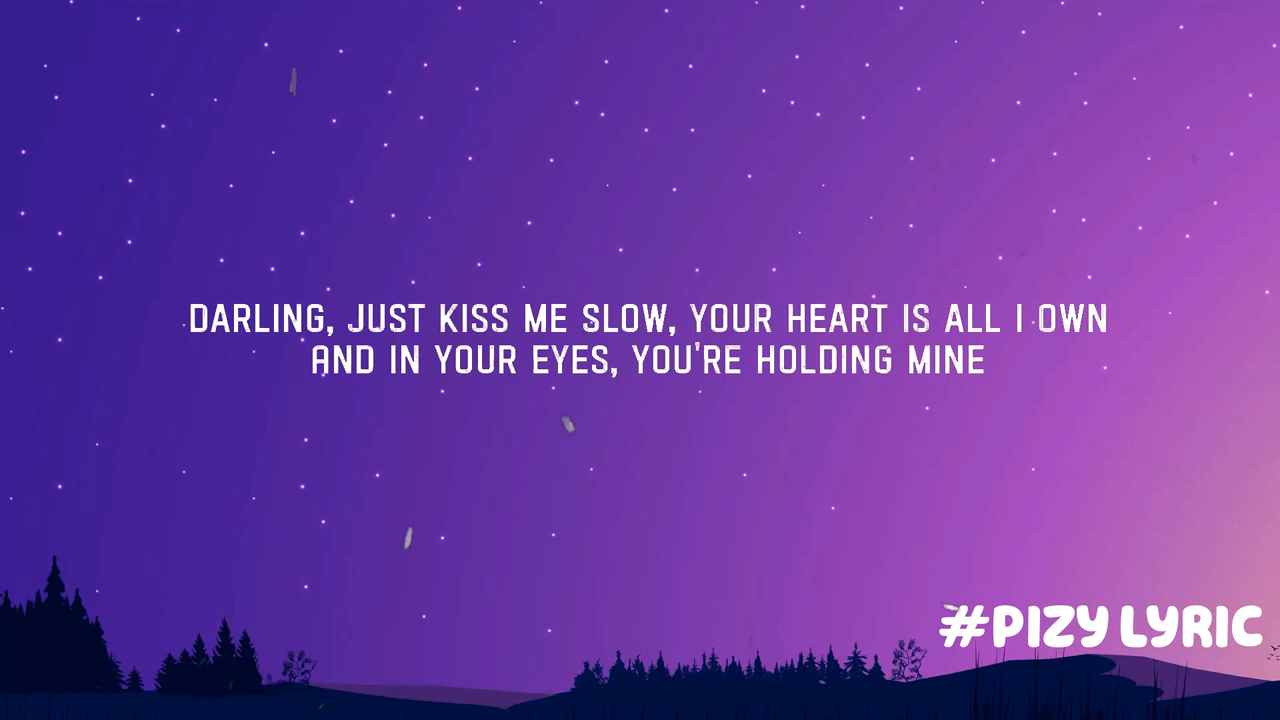 DARLING, JUST KISS ME SLOW, YOUR HEART IS ALL I OWN
AND IN YOUR EYES, YOU'RE HOLDING MINE
#PIZY LYRIC